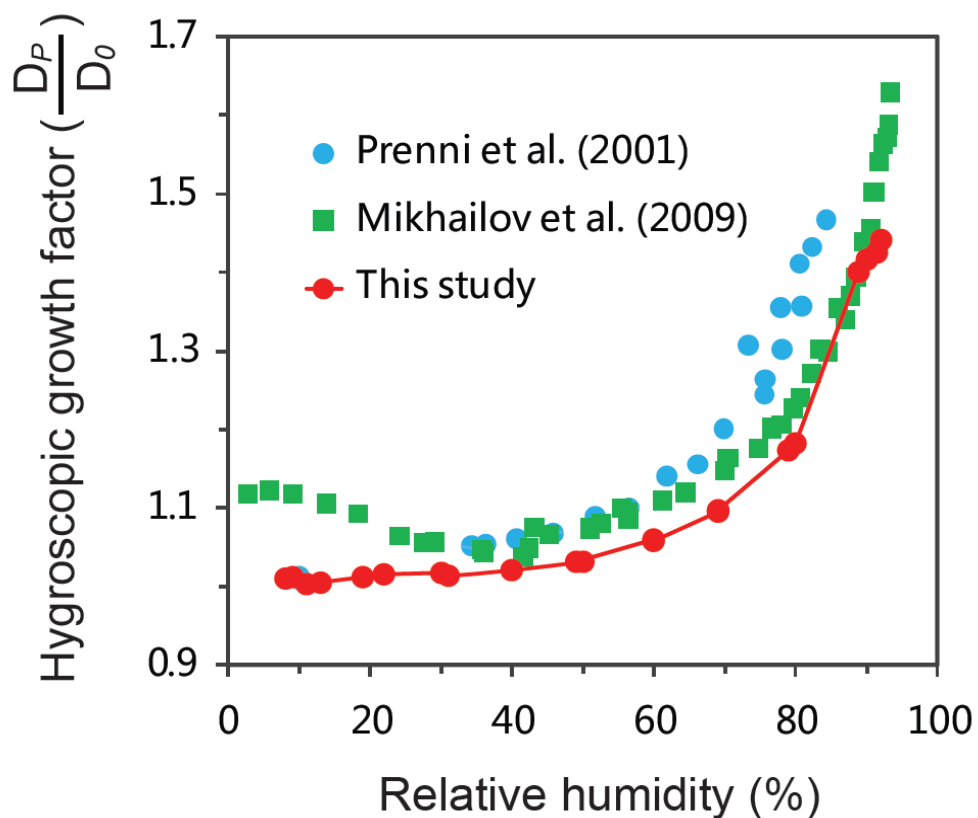 Hygroscopic growth factor (DP/D0)
1.7
1.5
1.3
1.1
0.9
Prenni et al. (2001)
Mikhailov et al. (2009)
This study
0 20 40 60 80 100
Relative humidity (%)